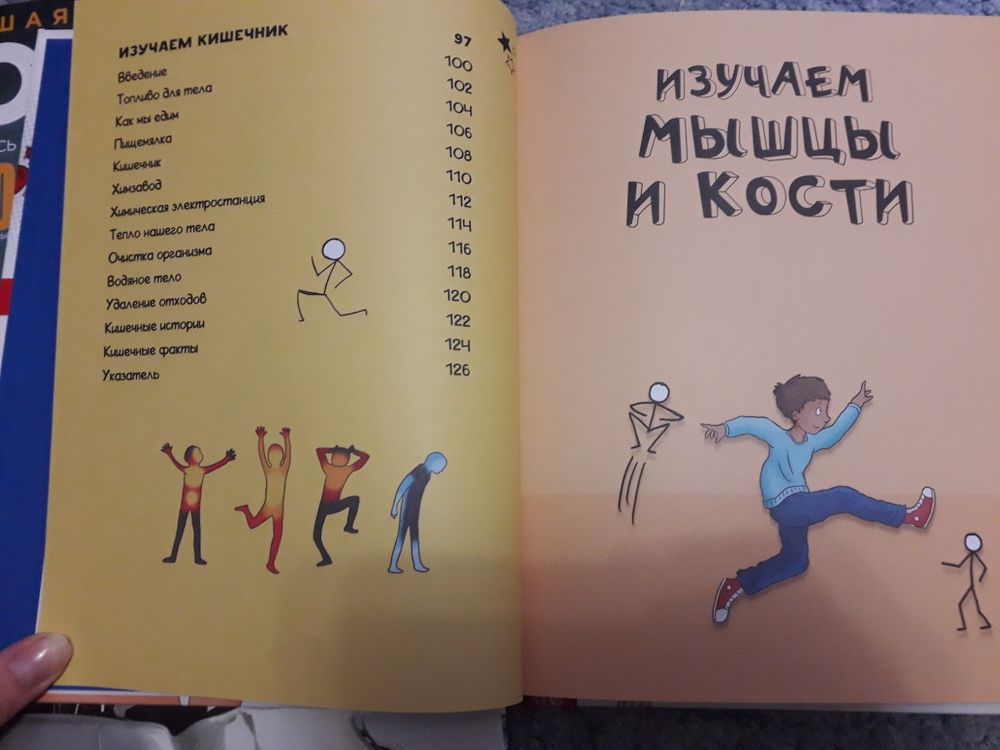 ШАЯ
СЬ
ИЗУЧАЕМ КИШЕЧНИК 97
Введение 100
Топливо для тела 102
Как мы едим 104
Пищемялка 106
Кишечник 108
Химзавод 110
Химическая электростанция 112
Тепло нашего тела 114
Очистка организма 116
Водяное тело 118
Удаление отходов 120
Кишечные истории 122
Кишечные факты 124
Указатель 126
ИЗУЧАЕМ
МЫШЦЫ
И КОСТИ